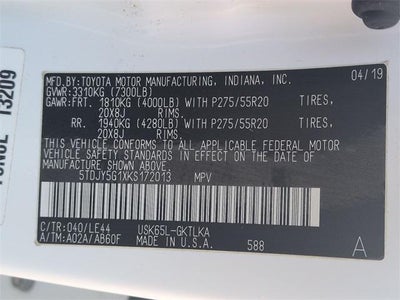 MFD. BY: TOYOTA MOTOR MANUFACTURING, INDIANA, INC. 04/19
GVWR: 3310KG (7300LB)
GAWR: FRT. 1810KG (4000LB) WITH P275/55R20 TIRES,
20X8J RIMS.
RR. 1940KG (4280LB) WITH P275/55R20 TIRES,
20X8J RIMS.
THIS VEHICLE CONFORMS TO ALL APPLICABLE FEDERAL MOTOR
VEHICLE SAFETY STANDARDS IN EFFECT ON THE DATE OF
MANUFACTURE SHOWN ABOVE.
5TDJY5G1XKS172013 MPV
C/TR: 040/LE44 USK65L-GKTLKA
A/TM: A02A/AB60F MADE IN U.S.A. 588 A
13209